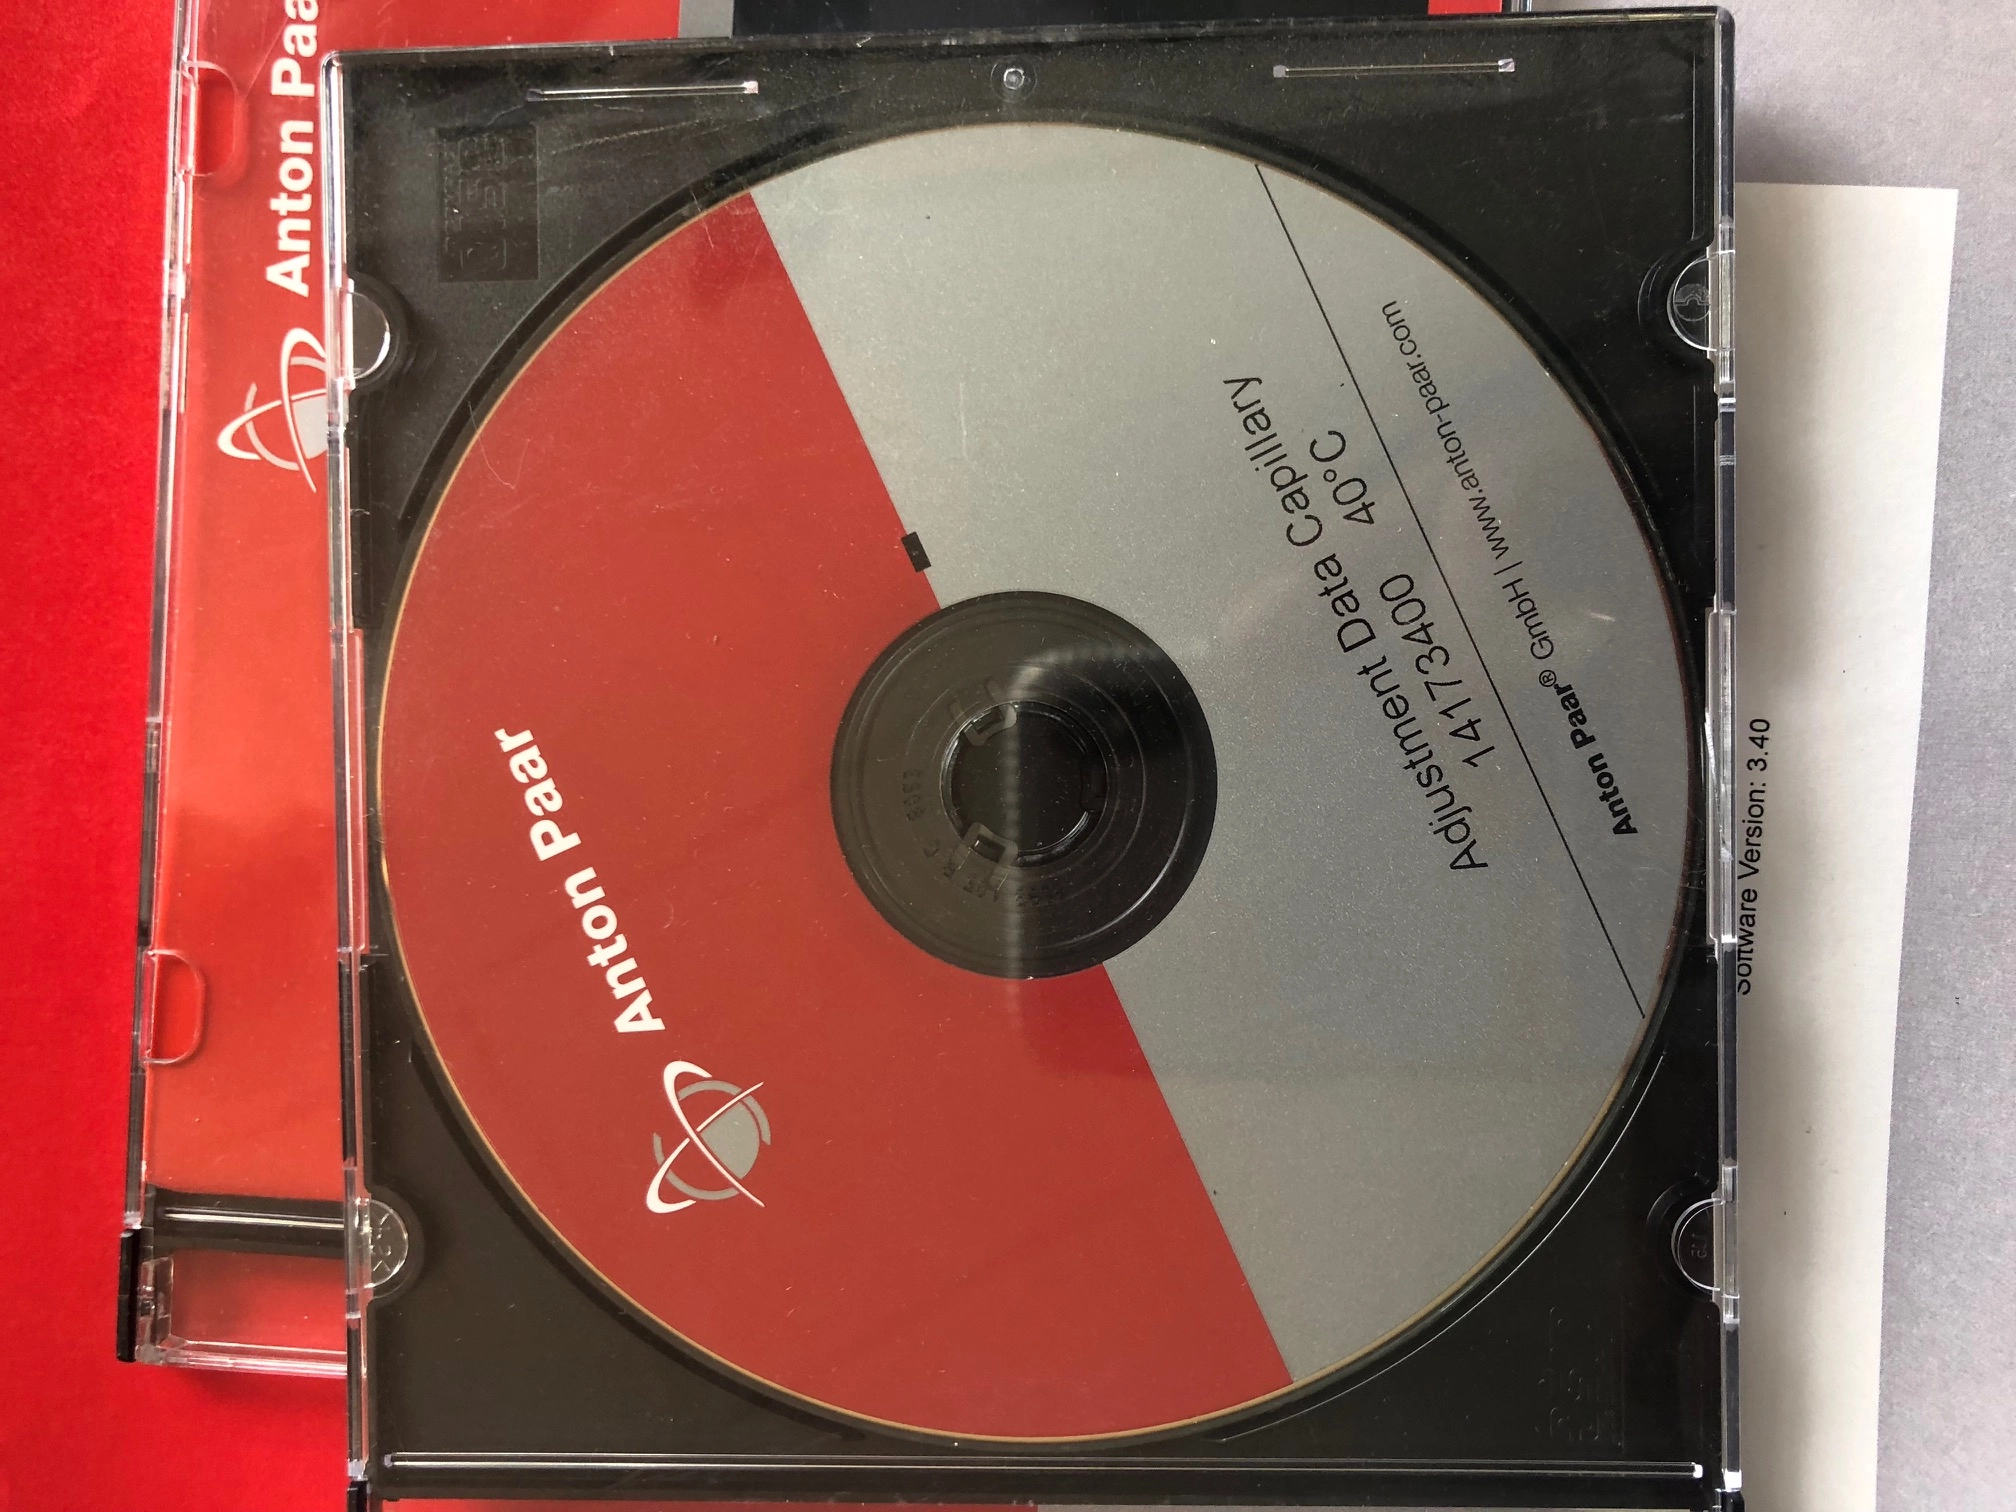 Anton Paa
Anton Paar
Adjustment Data Capillary
14173400 40°C
Anton Paar® GmbH | www.anton-paar.com
Software Version: 3.40